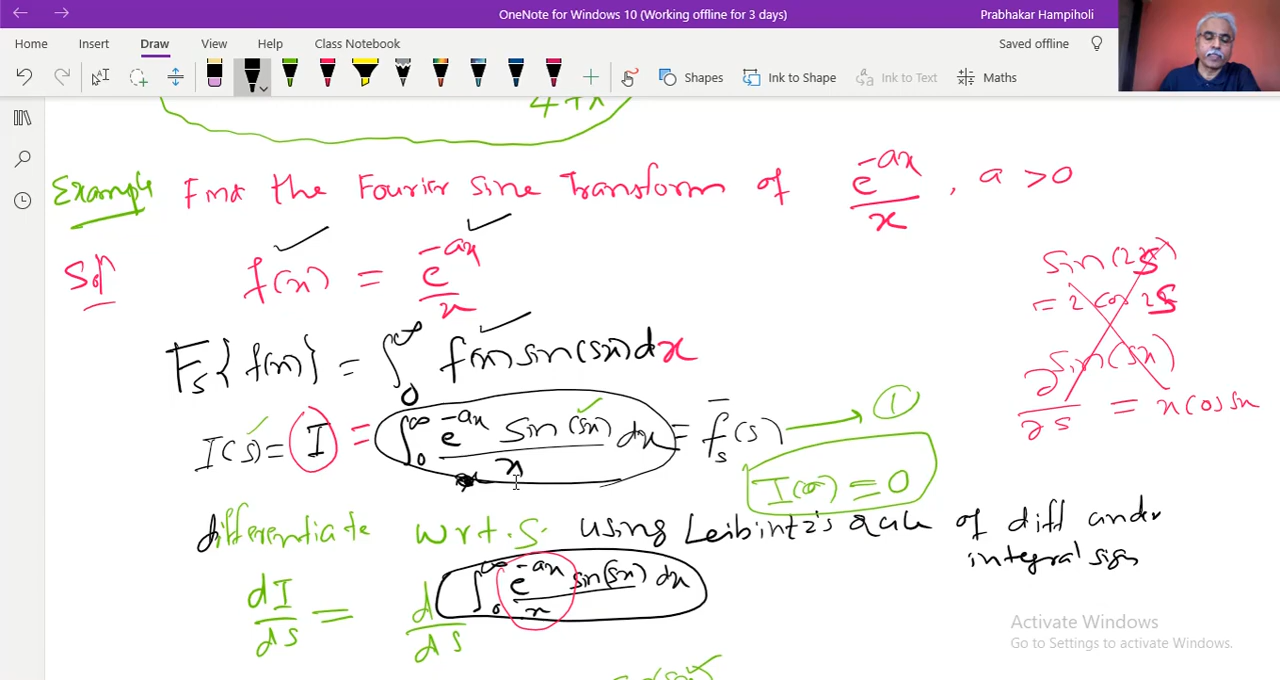 OneNote for Windows 10 (Working offline for 3 days)
Prabhakar Hampiholi
Home Insert Draw View Help Class Notebook
Saved offline
Shapes Ink to Shape Ink to Text Maths
4+x
Example Find the Fourier Sine Transform of e^{-ax}/x , a > 0
Sol f(x) = e^{-ax}/x
sin(2s)
= 2 cos 2s
F_s{f(x)} = ∫_0^∞ f(x) sin(sx) dx
∂ sin(sx)/∂s = x cos sx
I(s) = I = ∫_0^∞ e^{-ax} sin(sx)/x dx = f̄_s(s) → ①
I(0) = 0
differentiate w.r.t. s. using Leibintz's rule of diff under
integral sign
dI/ds = d/ds ∫_0^∞ e^{-ax}/x sin(sx) dx
Activate Windows
Go to Settings to activate Windows.